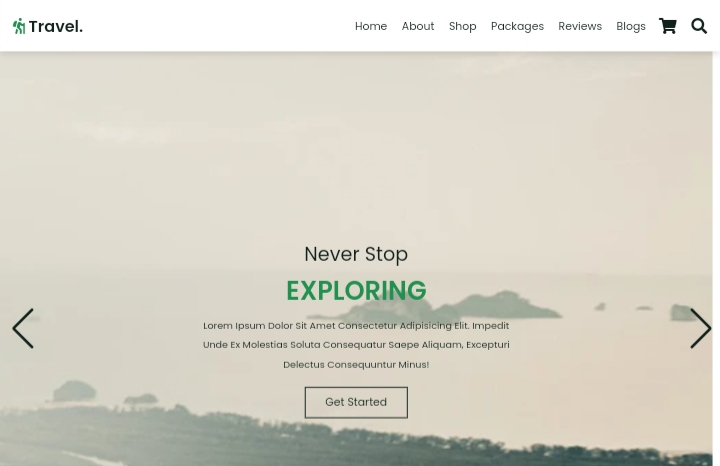 Travel.
Home About Shop Packages Reviews Blogs
Never Stop
EXPLORING
Lorem Ipsum Dolor Sit Amet Consectetur Adipisicing Elit. Impedit
Unde Ex Molestias Soluta Consequatur Saepe Aliquam, Excepturi
Delectus Consequuntur Minus!
Get Started